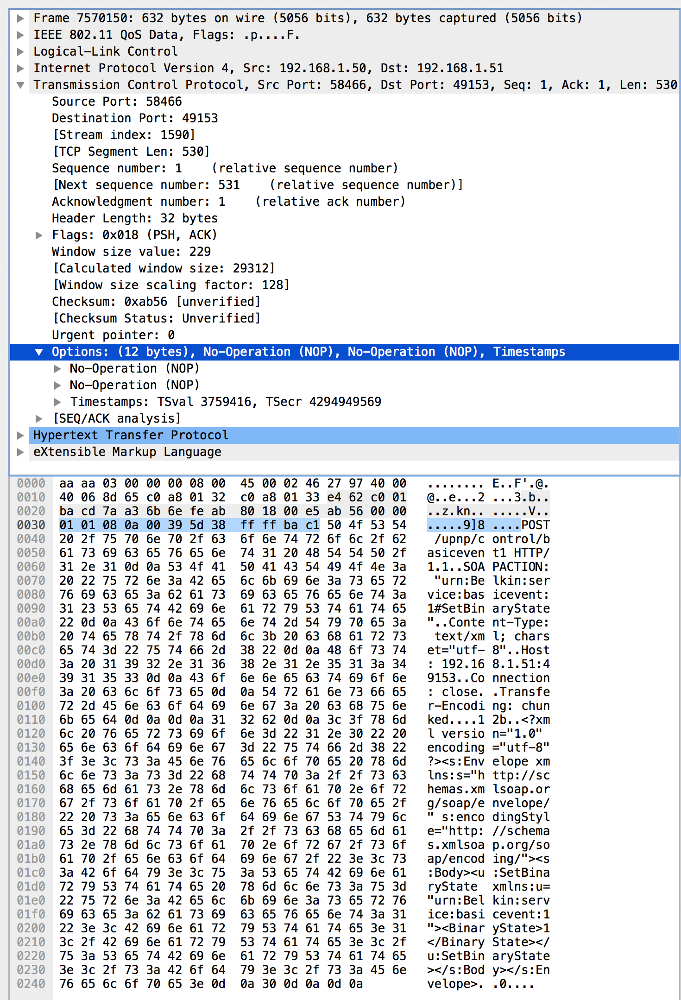 Frame 7570150: 632 bytes on wire (5056 bits), 632 bytes captured (5056 bits)
IEEE 802.11 QoS Data, Flags: .p....F.
Logical-Link Control
Internet Protocol Version 4, Src: 192.168.1.50, Dst: 192.168.1.51
Transmission Control Protocol, Src Port: 58466, Dst Port: 49153, Seq: 1, Ack: 1, Len: 530
Source Port: 58466
Destination Port: 49153
[Stream index: 1590]
[TCP Segment Len: 530]
Sequence number: 1    (relative sequence number)
[Next sequence number: 531    (relative sequence number)]
Acknowledgment number: 1    (relative ack number)
Header Length: 32 bytes
Flags: 0x018 (PSH, ACK)
Window size value: 229
[Calculated window size: 29312]
[Window size scaling factor: 128]
Checksum: 0xab56 [unverified]
[Checksum Status: Unverified]
Urgent pointer: 0
Options: (12 bytes), No-Operation (NOP), No-Operation (NOP), Timestamps
No-Operation (NOP)
No-Operation (NOP)
Timestamps: TSval 3759416, TSecr 4294949569
[SEQ/ACK analysis]
Hypertext Transfer Protocol
eXtensible Markup Language
0000 aa aa 03 00 00 00 08 00 45 00 02 46 27 97 40 00 ........ E..F'.@.
0010 40 06 8d 65 c0 a8 01 32 c0 a8 01 33 e4 62 c0 01 @..e...2 ...3.b..
0020 ba cd 7a a3 6b 6e fe ab 80 18 00 e5 ab 56 00 00 ..z.kn.. .....V..
0030 01 01 08 0a 00 39 5d 38 ff ff ba c1 50 4f 53 54 .....9]8 ....POST
0040 20 2f 75 70 6e 70 2f 63 6f 6e 74 72 6f 6c 2f 62  /upnp/c ontrol/b
0050 61 73 69 63 65 76 65 6e 74 31 20 48 54 54 50 2f asiceven t1 HTTP/
0060 31 2e 31 0d 0a 53 4f 41 50 41 43 54 49 4f 4e 3a 1.1..SOA PACTION:
0070 20 22 75 72 6e 3a 42 65 6c 6b 69 6e 3a 73 65 72  "urn:Be lkin:ser
0080 76 69 63 65 3a 62 61 73 69 63 65 76 65 6e 74 3a vice:bas icevent:
0090 31 23 53 65 74 42 69 6e 61 72 79 53 74 61 74 65 1#SetBin aryState
00a0 22 0d 0a 43 6f 6e 74 65 6e 74 2d 54 79 70 65 3a "..Conte nt-Type:
00b0 20 74 65 78 74 2f 78 6d 6c 3b 20 63 68 61 72 73  text/xm l; chars
00c0 65 74 3d 22 75 74 66 2d 38 22 0d 0a 48 6f 73 74 et="utf- 8"..Host
00d0 3a 20 31 39 32 2e 31 36 38 2e 31 2e 35 31 3a 34 : 192.16 8.1.51:4
00e0 39 31 35 33 0d 0a 43 6f 6e 6e 65 63 74 69 6f 6e 9153..Co nnection
00f0 3a 20 63 6c 6f 73 65 0d 0a 54 72 61 6e 73 66 65 : close. .Transfe
0100 72 2d 45 6e 63 6f 64 69 6e 67 3a 20 63 68 75 6e r-Encodi ng: chun
0110 6b 65 64 0d 0a 0d 0a 31 32 62 0d 0a 3c 3f 78 6d ked....1 2b..<?xm
0120 6c 20 76 65 72 73 69 6f 6e 3d 22 31 2e 30 22 20 l versio n="1.0"
0130 65 6e 63 6f 64 69 6e 67 3d 22 75 74 66 2d 38 22 encoding ="utf-8"
0140 3f 3e 3c 73 3a 45 6e 76 65 6c 6f 70 65 20 78 6d ?><s:Env elope xm
0150 6c 6e 73 3a 73 3d 22 68 74 74 70 3a 2f 2f 73 63 lns:s="h ttp://sc
0160 68 65 6d 61 73 2e 78 6d 6c 73 6f 61 70 2e 6f 72 hemas.xm lsoap.or
0170 67 2f 73 6f 61 70 2f 65 6e 76 65 6c 6f 70 65 2f g/soap/e nvelope/
0180 22 20 73 3a 65 6e 63 6f 64 69 6e 67 53 74 79 6c " s:enco dingStyl
0190 65 3d 22 68 74 74 70 3a 2f 2f 73 63 68 65 6d 61 e="http: //schema
01a0 73 2e 78 6d 6c 73 6f 61 70 2e 6f 72 67 2f 73 6f s.xmlsoa p.org/so
01b0 61 70 2f 65 6e 63 6f 64 69 6e 67 2f 22 3e 3c 73 ap/encod ing/"><s
01c0 3a 42 6f 64 79 3e 3c 75 3a 53 65 74 42 69 6e 61 :Body><u :SetBina
01d0 72 79 53 74 61 74 65 20 78 6d 6c 6e 73 3a 75 3d ryState  xmlns:u=
01e0 22 75 72 6e 3a 42 65 6c 6b 69 6e 3a 73 65 72 76 "urn:Bel kin:serv
01f0 69 63 65 3a 62 61 73 69 63 65 76 65 6e 74 3a 31 ice:basi cevent:1
0200 22 3e 3c 42 69 6e 61 72 79 53 74 61 74 65 3e 31 "><Binar yState>1
0210 3c 2f 42 69 6e 61 72 79 53 74 61 74 65 3e 3c 2f </Binary State></
0220 75 3a 53 65 74 42 69 6e 61 72 79 53 74 61 74 65 u:SetBin aryState
0230 3e 3c 2f 73 3a 42 6f 64 79 3e 3c 2f 73 3a 45 6e ></s:Bod y></s:En
0240 76 65 6c 6f 70 65 3e 0d 0a 30 0d 0a 0d 0a velope>. .0....